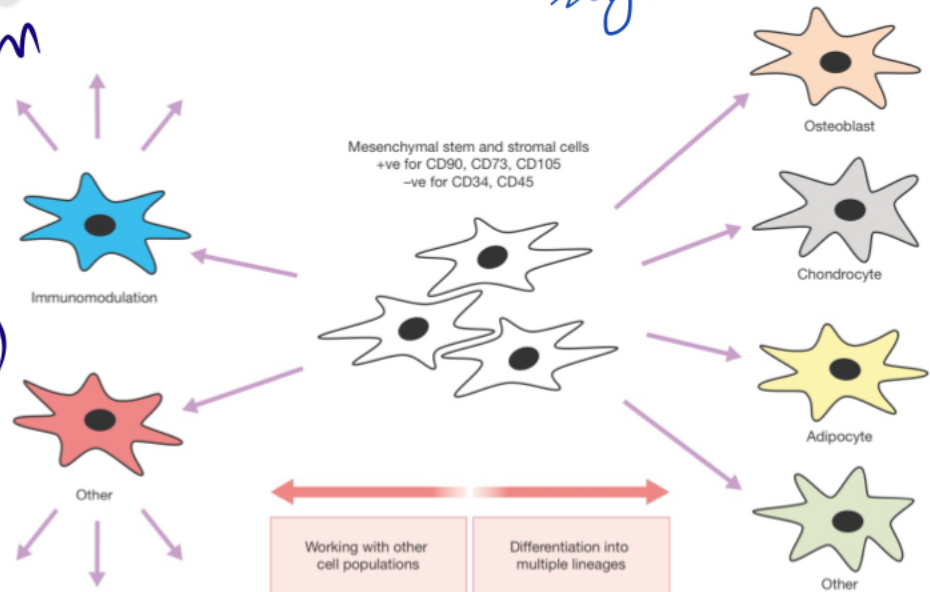 Mesenchymal stem and stromal cells
+ve for CD90, CD73, CD105
–ve for CD34, CD45
Immunomodulation
Other
Osteoblast
Chondrocyte
Adipocyte
Other
Working with other
cell populations
Differentiation into
multiple lineages